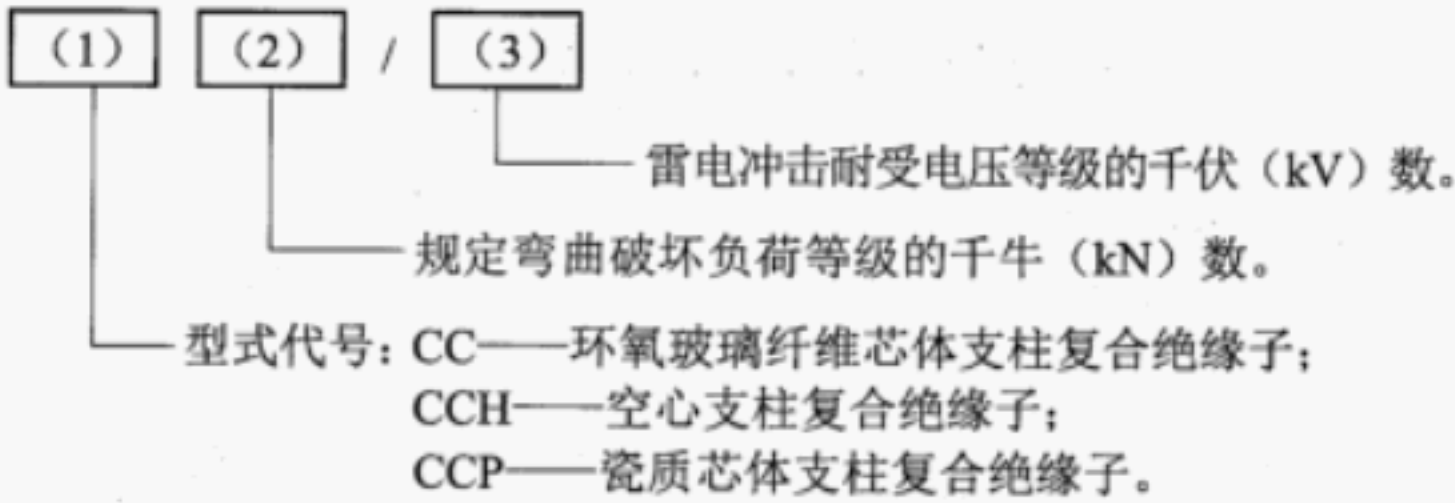 （1） （2） / （3）
雷电冲击耐受电压等级的千伏（kV）数。
规定弯曲破坏负荷等级的千牛（kN）数。
型式代号：CC——环氧玻璃纤维芯体支柱复合绝缘子；
CCH——空心支柱复合绝缘子；
CCP——瓷质芯体支柱复合绝缘子。